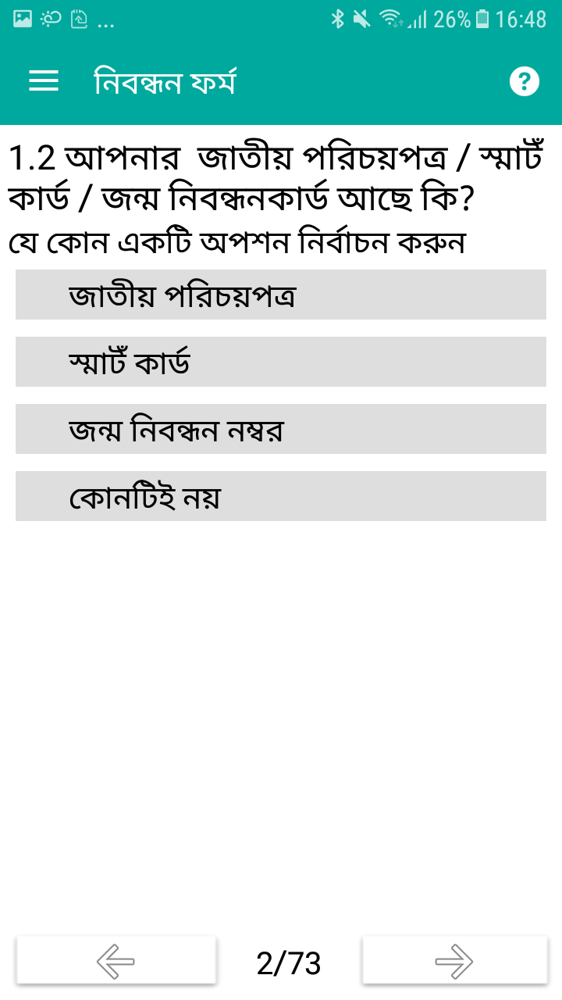 ... 26% 16:48
নিবন্ধন ফর্ম ?
1.2 আপনার জাতীয় পরিচয়পত্র / স্মার্ট
কার্ড / জন্ম নিবন্ধনকার্ড আছে কি?
যে কোন একটি অপশন নির্বাচন করুন
জাতীয় পরিচয়পত্র
স্মার্ট কার্ড
জন্ম নিবন্ধন নম্বর
কোনটিই নয়
2/73